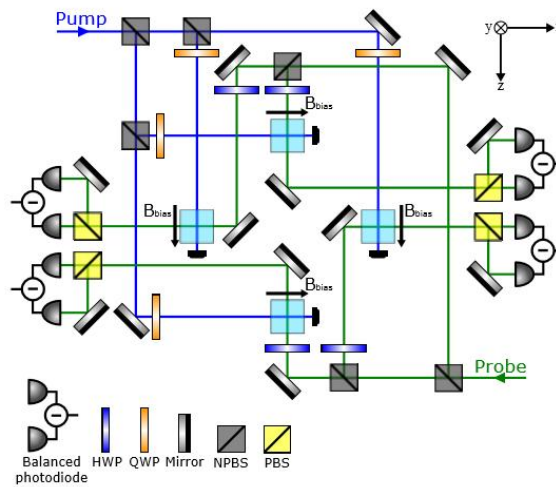 Pump
y
z
Bbias
Bbias
Bbias
Bbias
Probe
Balanced
photodiode
HWP
QWP
Mirror
NPBS
PBS